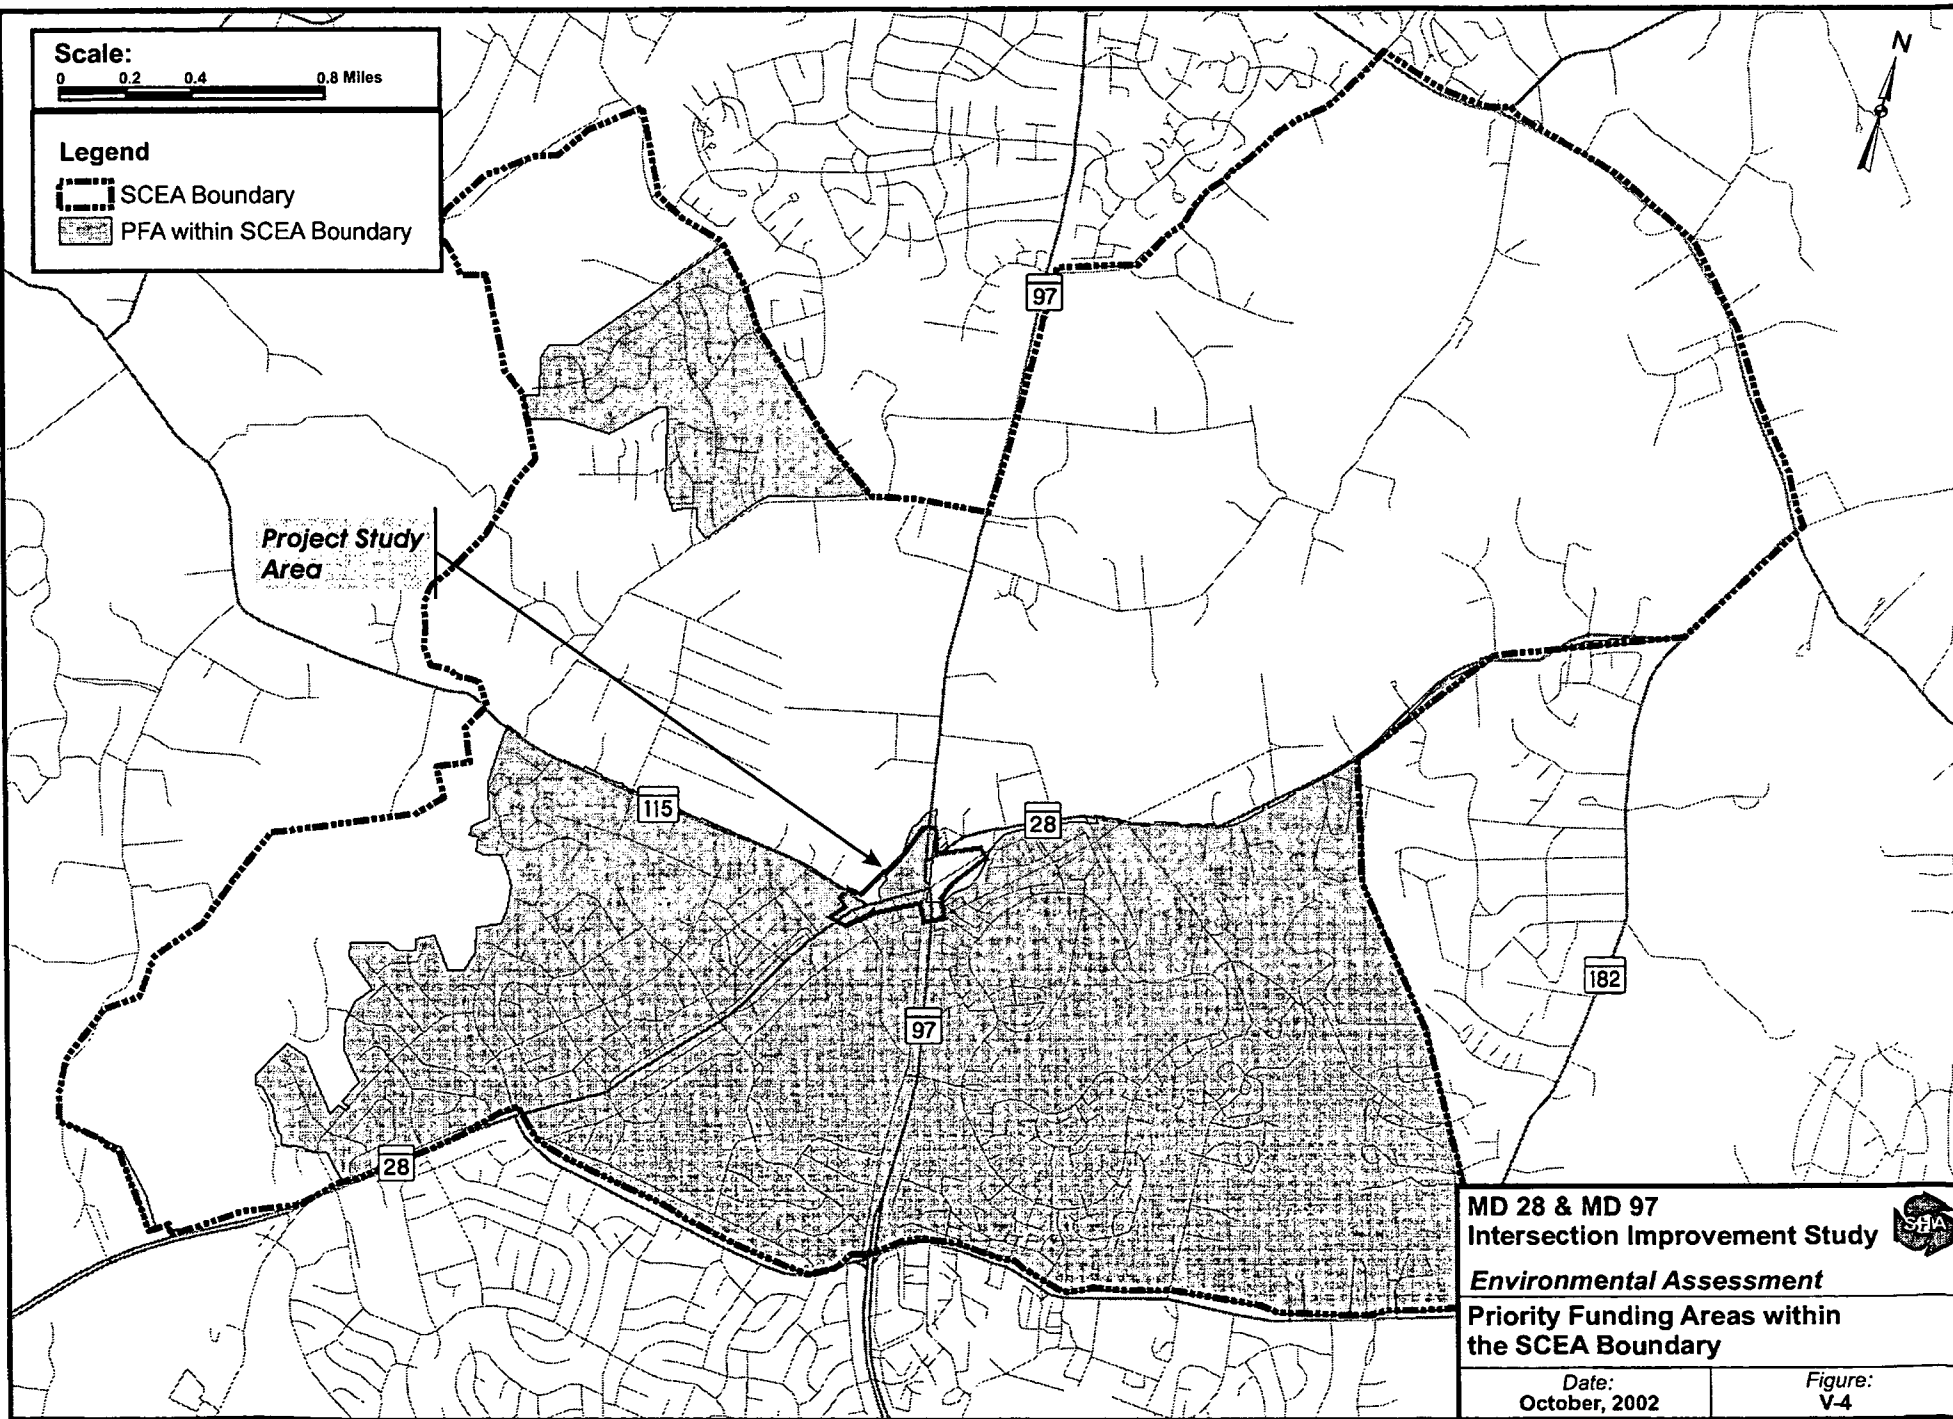 Scale:
0 0.2 0.4 0.8 Miles
Legend
SCEA Boundary
PFA within SCEA Boundary
N
97
Project Study
Area
115
28
182
97
28
MD 28 & MD 97
Intersection Improvement Study
SHA
Environmental Assessment
Priority Funding Areas within
the SCEA Boundary
Date:
October, 2002
Figure:
V-4